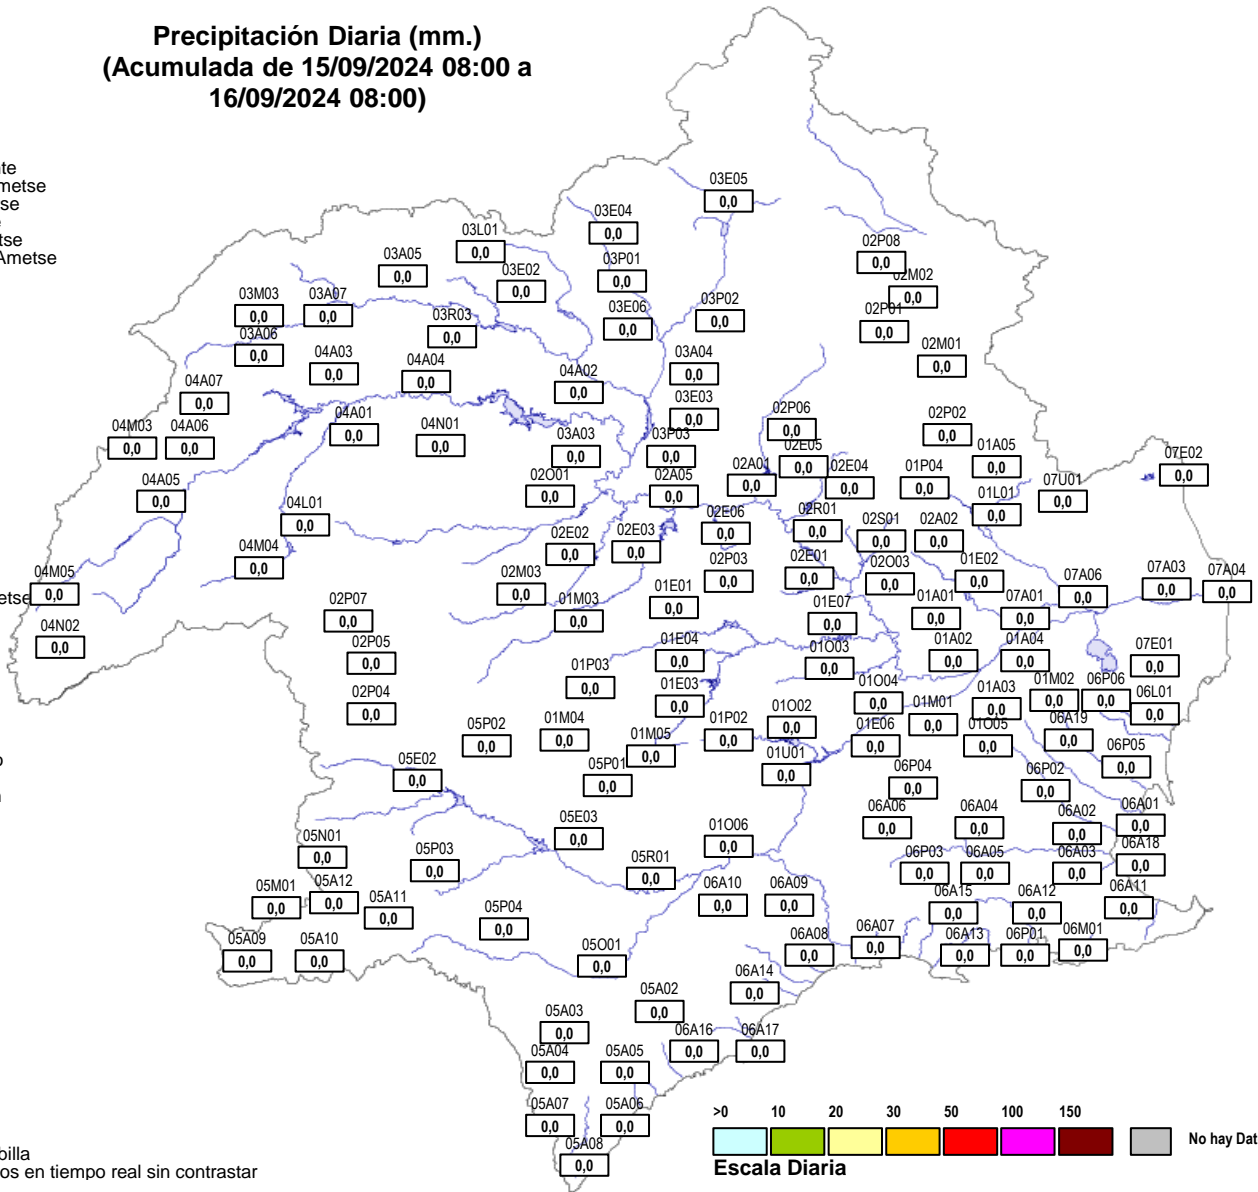 Precipitación Diaria (mm.)
(Acumulada de 15/09/2024 08:00 a
16/09/2024 08:00)
03E05
0,0
03E04
0,0
03L01
0,0
03A05
0,0
03P01
0,0
03E02
0,0
02P08
0,0
02M02
0,0
03M03
0,0
03A07
0,0
03R03
0,0
03E06
0,0
03P02
0,0
02P01
0,0
03A06
0,0
04A03
0,0
04A04
0,0
04A02
0,0
03A04
0,0
02M01
0,0
04A07
0,0
04A01
0,0
04N01
0,0
03E03
0,0
02P06
0,0
02P02
0,0
04M03
0,0
04A06
0,0
03A03
0,0
03P03
0,0
02E05
0,0
01A05
0,0
07E02
0,0
04A05
0,0
02O01
0,0
02A05
0,0
02A01
0,0
02E04
0,0
01P04
0,0
07U01
0,0
04L01
0,0
01L01
0,0
02E06
0,0
02R01
0,0
02S01
0,0
02A02
0,0
02E02
0,0
02E03
0,0
04M04
0,0
02P03
0,0
02E01
0,0
02O03
0,0
01E02
0,0
04M05
0,0
02M03
0,0
07A06
0,0
07A03
0,0
07A04
0,0
02P07
0,0
01M03
0,0
01E01
0,0
01E07
0,0
01A01
0,0
07A01
0,0
04N02
0,0
02P05
0,0
01E04
0,0
01O03
0,0
01A02
0,0
01A04
0,0
07E01
0,0
01P03
0,0
02P04
0,0
01E03
0,0
01O04
0,0
01A03
0,0
01M02
0,0
06P06
0,0
06L01
0,0
05P02
0,0
01M04
0,0
01P02
0,0
01O02
0,0
01M01
0,0
01E06
0,0
01O05
0,0
06A19
0,0
01M05
0,0
01U01
0,0
06P05
0,0
05E02
0,0
05P01
0,0
06P04
0,0
06P02
0,0
05E03
0,0
01O06
0,0
06A06
0,0
06A04
0,0
06A02
0,0
06A01
0,0
05N01
0,0
05P03
0,0
05R01
0,0
06P03
0,0
06A05
0,0
06A03
0,0
06A18
0,0
05M01
0,0
05A12
0,0
05A11
0,0
06A10
0,0
06A09
0,0
06A15
0,0
06A12
0,0
06A11
0,0
05P04
0,0
05A09
0,0
05A10
0,0
05O01
0,0
06A08
0,0
06A07
0,0
06A13
0,0
06P01
0,0
06M01
0,0
06A14
0,0
05A02
0,0
05A03
0,0
06A16
0,0
06A17
0,0
05A04
0,0
05A05
0,0
05A07
0,0
05A06
0,0
05A08
0,0
>0 10 20 30 50 100 150
No hay Dat
Escala Diaria
nte
metse
tse
Ametse
etse
billa
os en tiempo real sin contrastar